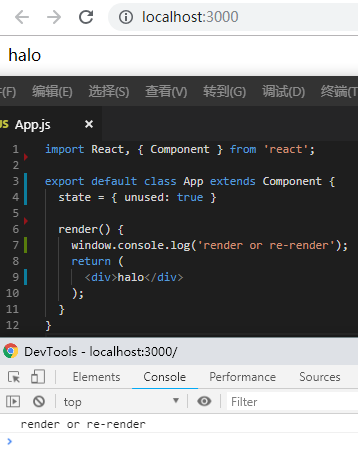 localhost:3000
halo
(F) 编辑(E) 选择(S) 查看(V) 转到(G) 调试(D) 终端(T
JS App.js ×
1 import React, { Component } from 'react';
2
3 export default class App extends Component {
4 state = { unused: true }
5
6 render() {
7 window.console.log('render or re-render');
8 return (
9 <div>halo</div>
10 );
11 }
12 }
DevTools - localhost:3000/
Elements Console Performance Sources
top Filter
render or re-render